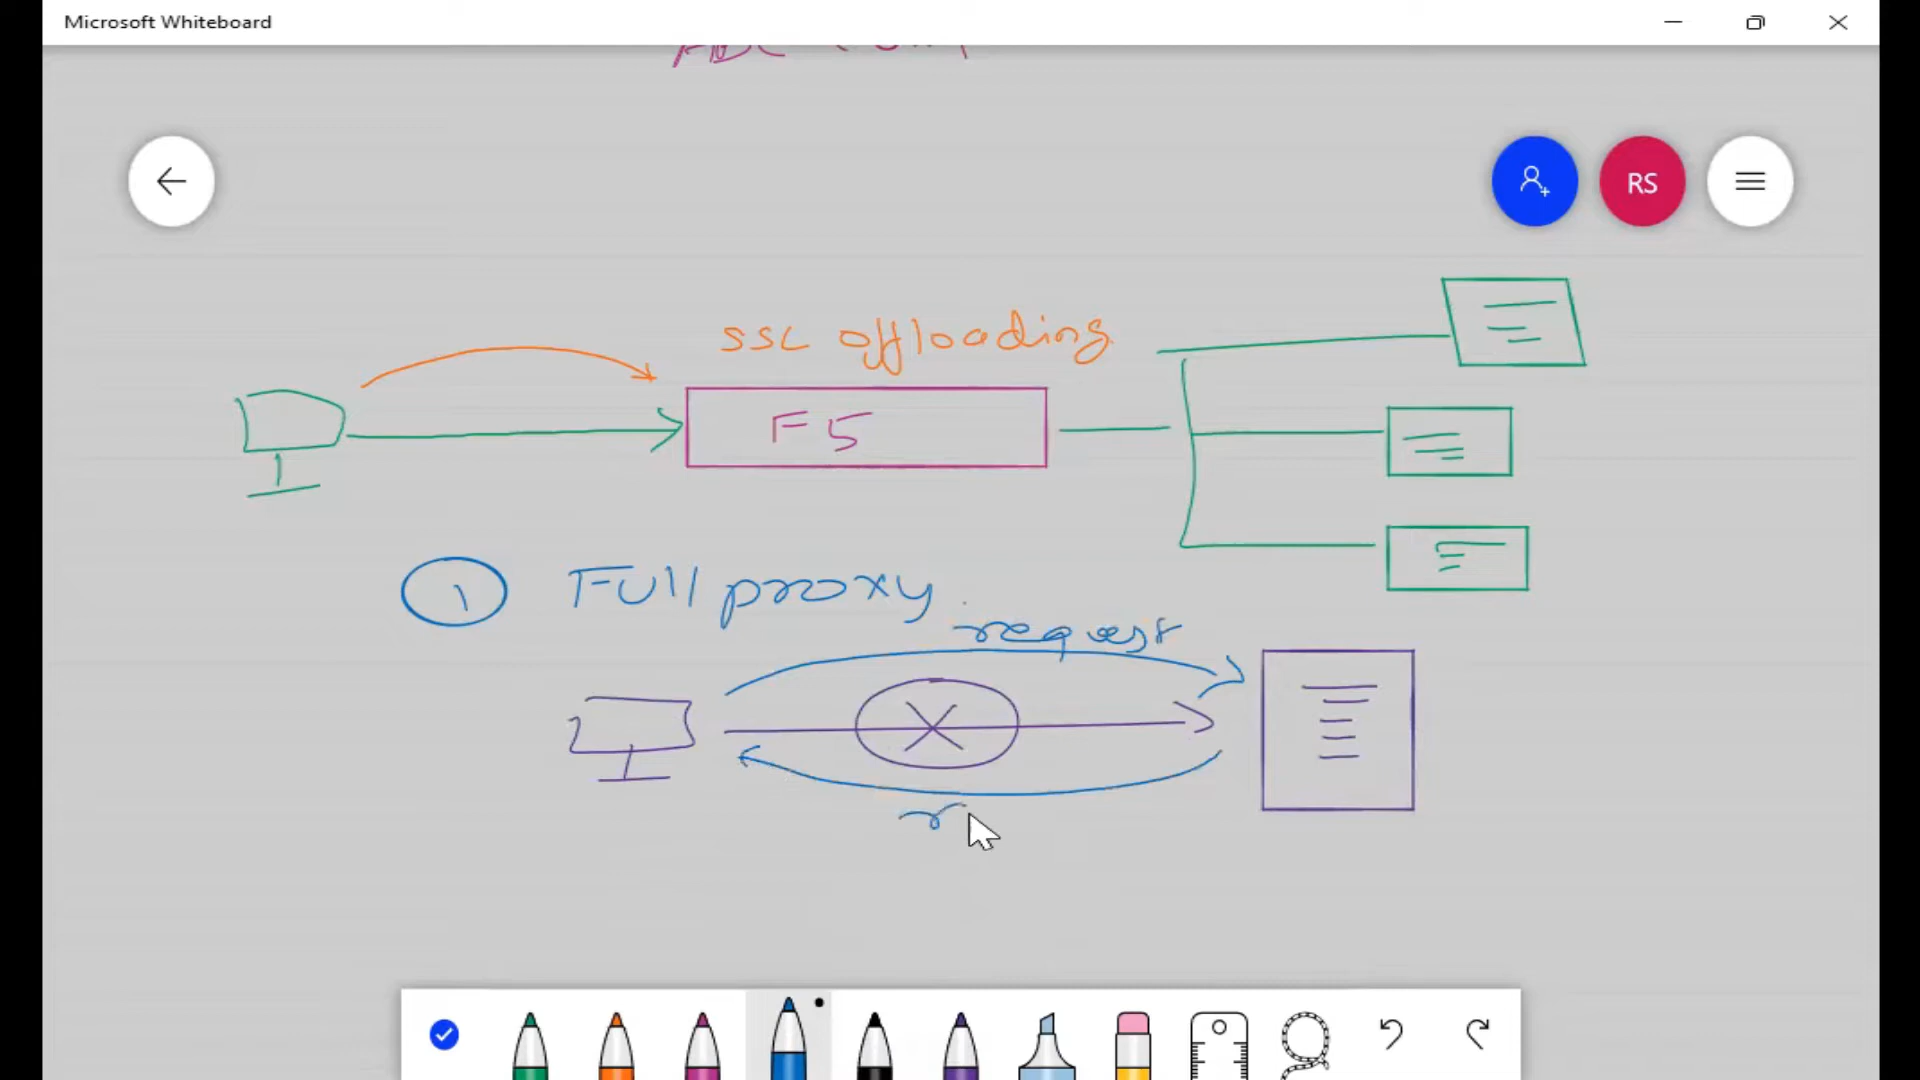 Microsoft Whiteboard
RS
SSL offloading
F5
1 Full proxy
request
r